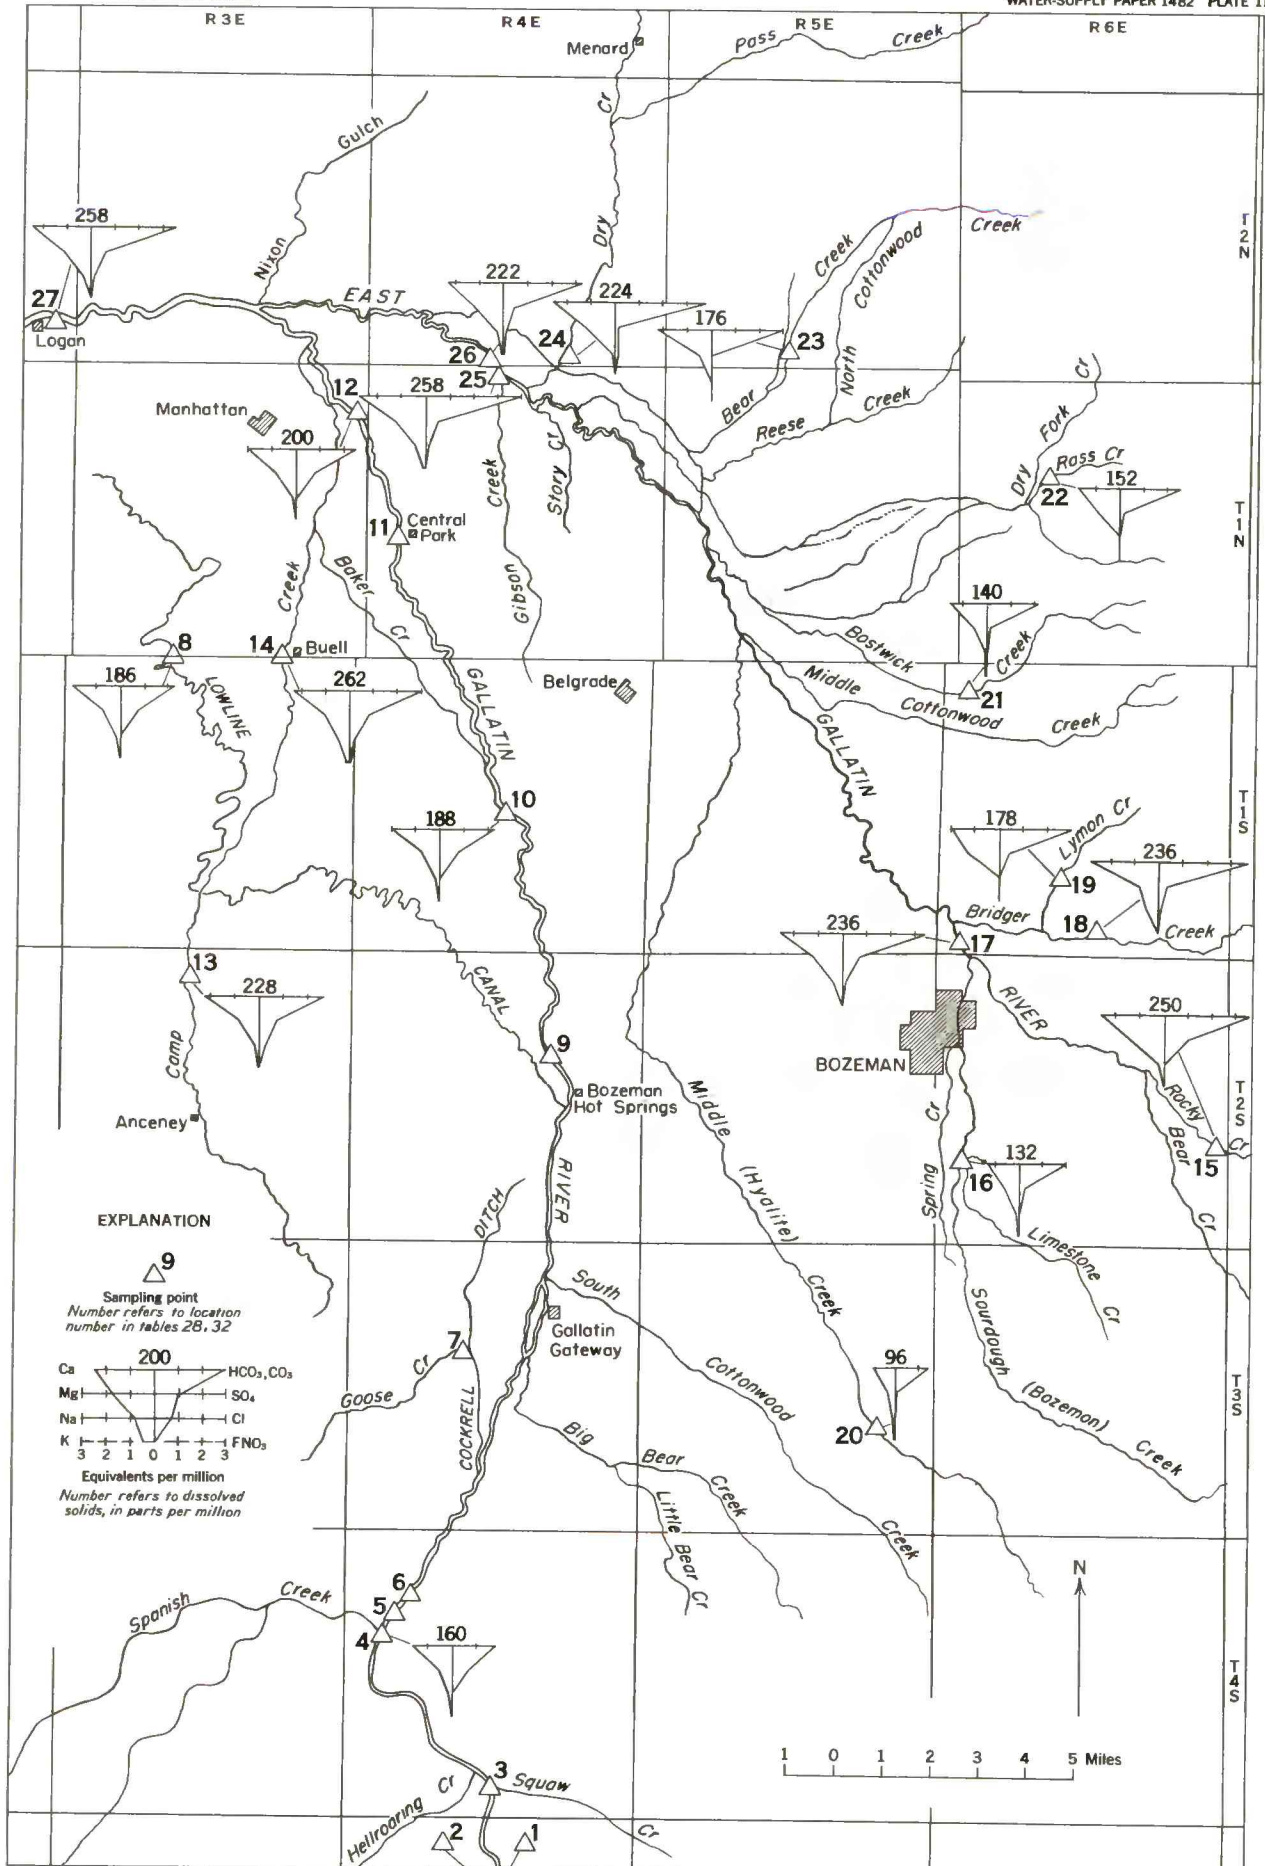 WATER-SUPPLY PAPER 1482 PLATE 11
R 3 E
R 4 E
R 5 E
R 6 E
Menard
Pass Creek
Dry Cr
Nixon Gulch
T 2 N
258
27
Logan
EAST
222
224
24
26
25
176
23
Bear Creek
North Cottonwood Creek
Reese Creek
12
Manhattan
200
258
Creek
Story Cr
Gibson
11
Central Park
Dry Fork Cr
Ross Cr
22
152
T 1 N
Baker Cr
Creek
8
14
Buell
186
262
LOWLINE
GALLATIN
Belgrade
140
Bostwick Creek
21
Middle Cottonwood Creek
GALLATIN
10
188
178
Lymon Cr
19
236
18
Bridger Creek
T 1 S
17
236
13
228
CANAL
Camp
9
Bozeman Hot Springs
Anceney
RIVER
BOZEMAN
250
Rocky Cr
15
Bear Cr
T 2 S
Middle (Hyalite) Creek
Spring Cr
16
132
Limestone Cr
RIVER
DITCH
EXPLANATION
9
Sampling point
Number refers to location
number in tables 28, 32
200
Ca HCO₃, CO₃
Mg SO₄
Na Cl
K FNO₃
3 2 1 0 1 2 3
Equivalents per million
Number refers to dissolved
solids, in parts per million
South Cottonwood Creek
Gallatin Gateway
7
Goose Cr
COCKRELL
Sourdough (Bozeman) Creek
96
20
T 3 S
Big Bear Creek
Little Bear Cr
N
Spanish Creek
6
5
4
160
T 4 S
1 0 1 2 3 4 5 Miles
3
Squaw Cr
Hellroaring Cr
2
1